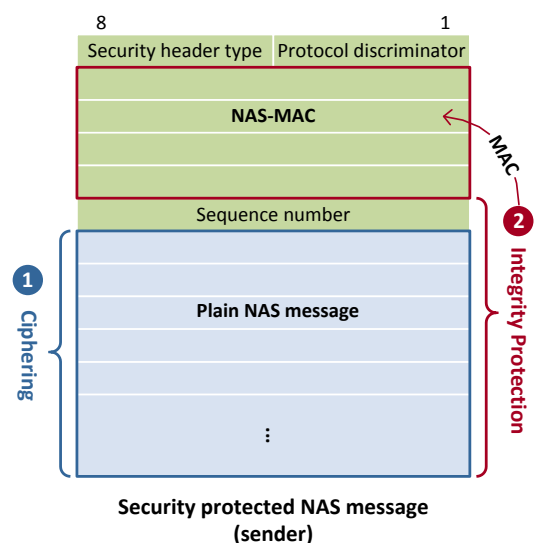 8 1
Security header type Protocol discriminator
NAS-MAC
MAC
Sequence number
2
1
Plain NAS message
Ciphering
Integrity Protection
⋮
Security protected NAS message
(sender)